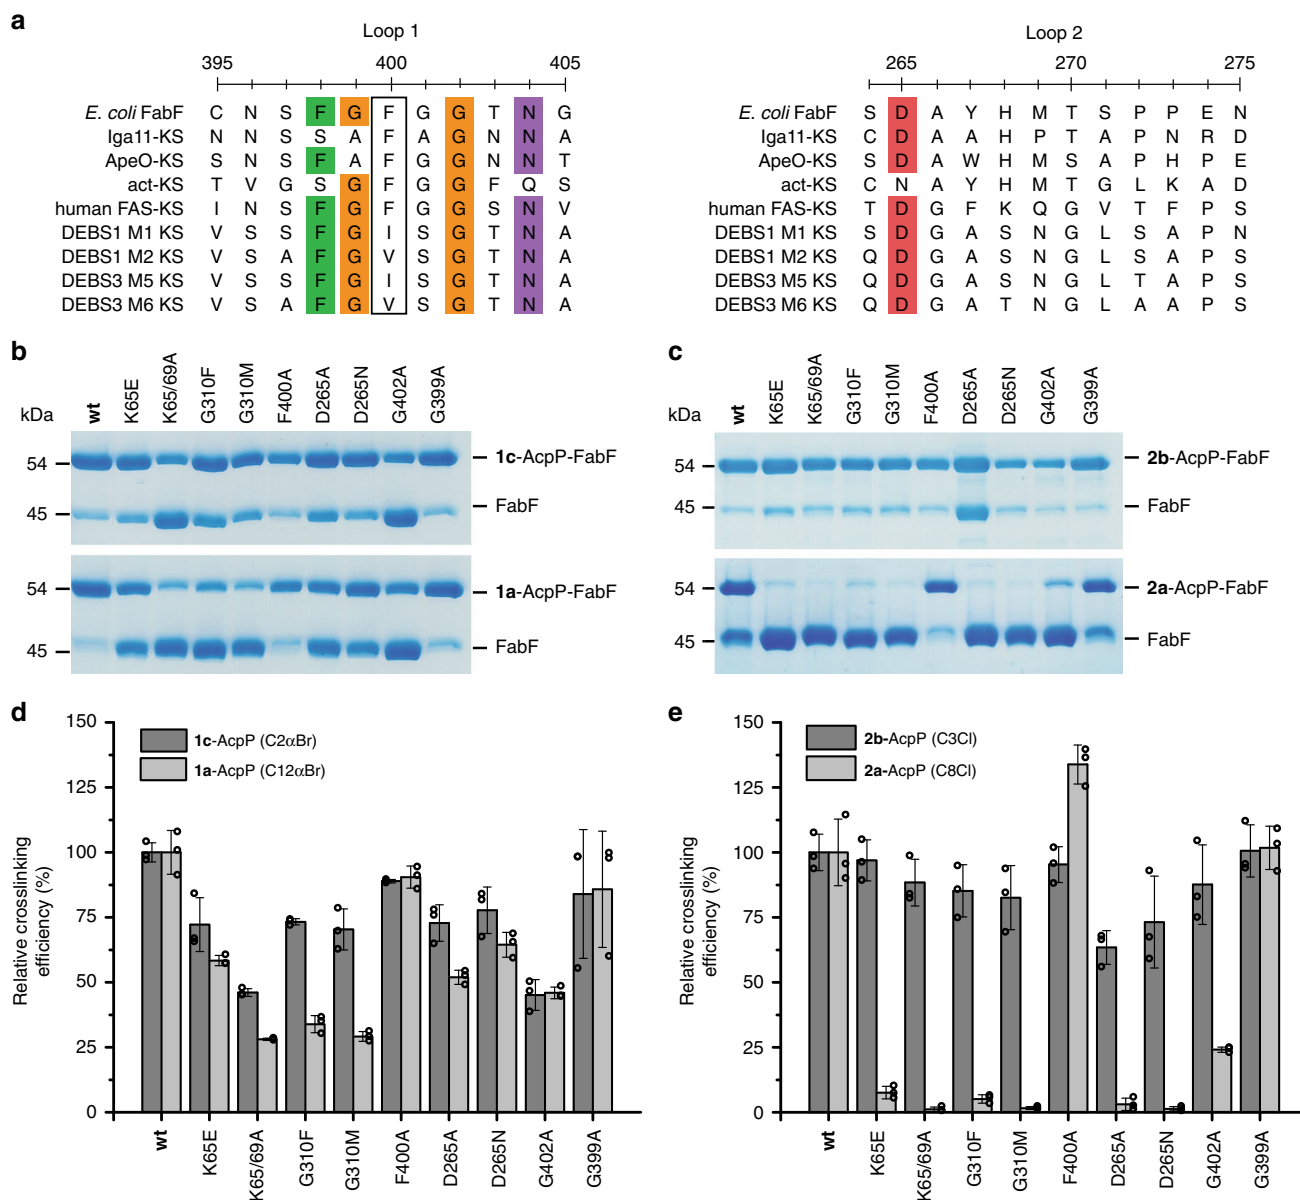 a
Loop 1
395 400 405
E. coli FabF C N S F G F G G T N G
Iga11-KS N N S S A F A G N N A
ApeO-KS S N S F A F G G N N T
act-KS T V G S G F G G F Q S
human FAS-KS I N S F G F G G S N V
DEBS1 M1 KS V S S F G I S G T N A
DEBS1 M2 KS V S A F G V S G T N A
DEBS3 M5 KS V S S F G I S G T N A
DEBS3 M6 KS V S A F G V S G T N A
Loop 2
265 270 275
E. coli FabF S D A Y H M T S P P E N
Iga11-KS C D A A H P T A P N R D
ApeO-KS S D A W H M S A P H P E
act-KS C N A Y H M T G L K A D
human FAS-KS T D G F K Q G V T F P S
DEBS1 M1 KS S D G A S N G L S A P N
DEBS1 M2 KS Q D G A S N G L S A P S
DEBS3 M5 KS Q D G A S N G L T A P S
DEBS3 M6 KS Q D G A T N G L A A P S
b
kDa wt K65E K65/69A G310F G310M F400A D265A D265N G402A G399A
54 1c-AcpP-FabF
45 FabF
54 1a-AcpP-FabF
45 FabF
c
kDa wt K65E K65/69A G310F G310M F400A D265A D265N G402A G399A
54 2b-AcpP-FabF
45 FabF
54 2a-AcpP-FabF
45 FabF
d
Relative crosslinking
efficiency (%)
150
125
100
75
50
25
0
1c-AcpP (C2αBr)
1a-AcpP (C12αBr)
wt K65E K65/69A G310F G310M F400A D265A D265N G402A G399A
e
Relative crosslinking
efficiency (%)
150
125
100
75
50
25
0
2b-AcpP (C3Cl)
2a-AcpP (C8Cl)
wt K65E K65/69A G310F G310M F400A D265A D265N G402A G399A